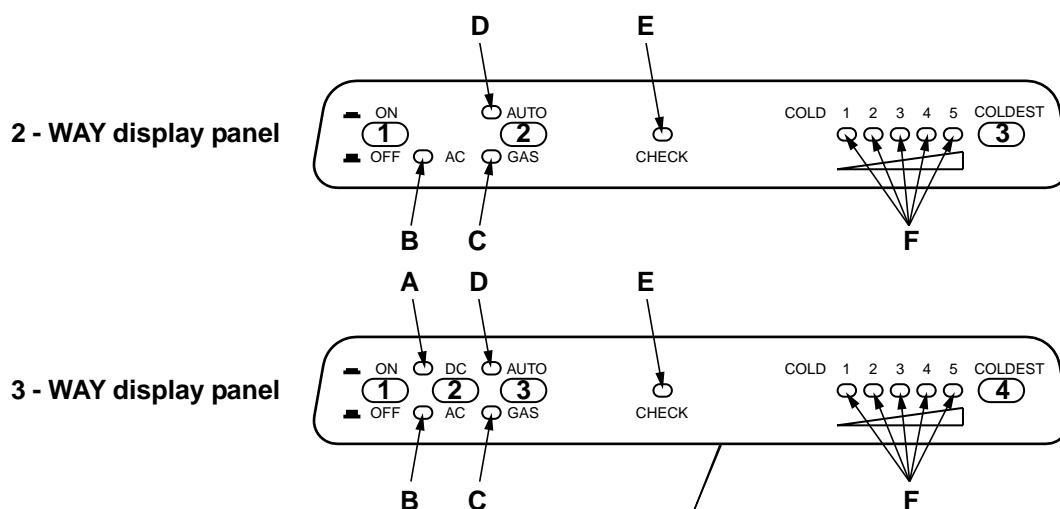 D E
ON AUTO COLD 1 2 3 4 5 COLDEST
2 - WAY display panel 1 2 3
OFF AC GAS CHECK
B C F
A D E
ON DC AUTO COLD 1 2 3 4 5 COLDEST
3 - WAY display panel 1 2 3 4
OFF AC GAS CHECK
B C F